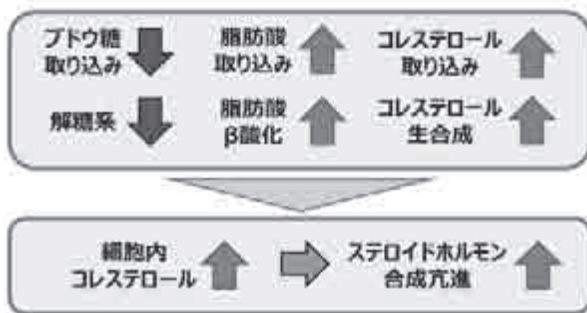 ブドウ糖
取り込み
脂肪酸
取り込み
コレステロール
取り込み
解糖系
脂肪酸
β酸化
コレステロール
生合成
細胞内
コレステロール
ステロイドホルモン
合成亢進